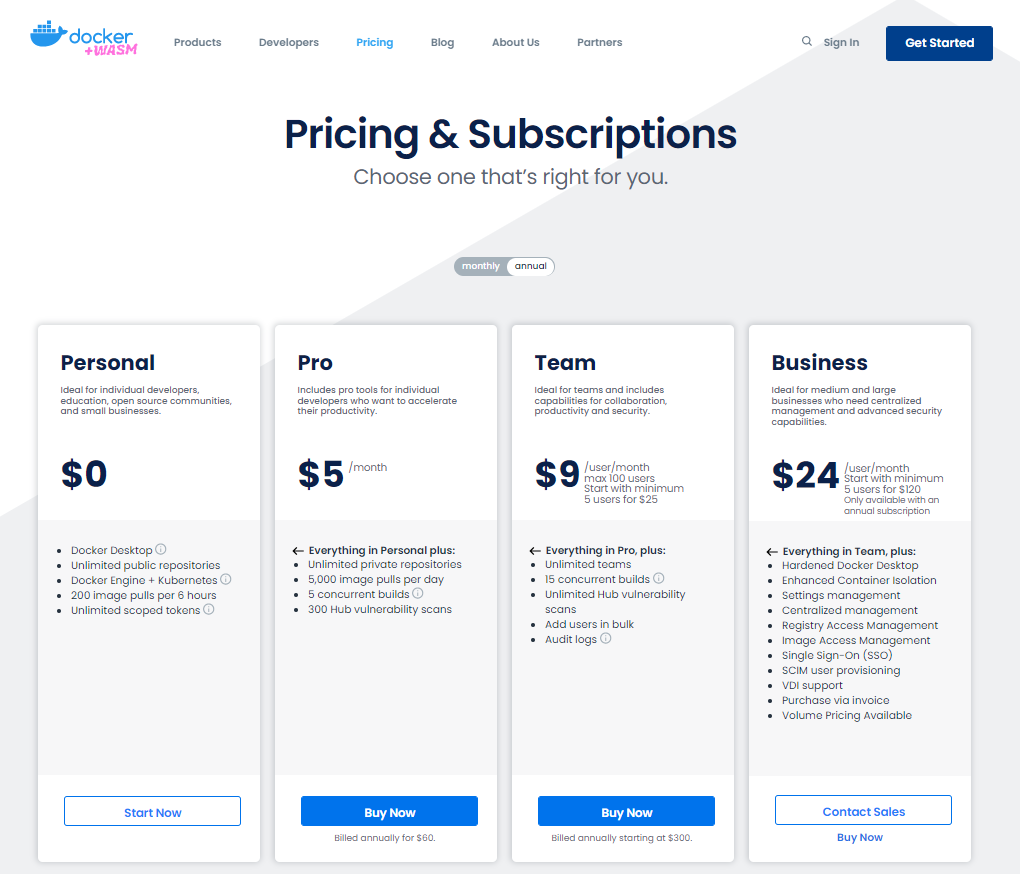 docker
+WASM
Products
Developers
Pricing
Blog
About Us
Partners
Sign In
Get Started
Pricing & Subscriptions
Choose one that’s right for you.
monthly
annual
Personal
Ideal for individual developers,
education, open source communities,
and small businesses.
$0
Docker Desktop
Unlimited public repositories
Docker Engine + Kubernetes
200 image pulls per 6 hours
Unlimited scoped tokens
Start Now
Pro
Includes pro tools for individual
developers who want to accelerate
their productivity.
$5 /month
Everything in Personal plus:
Unlimited private repositories
5,000 image pulls per day
5 concurrent builds
300 Hub vulnerability scans
Buy Now
Billed annually for $60.
Team
Ideal for teams and includes
capabilities for collaboration,
productivity and security.
$9 /user/month
max 100 users
Start with minimum
5 users for $25
Everything in Pro, plus:
Unlimited teams
15 concurrent builds
Unlimited Hub vulnerability
scans
Add users in bulk
Audit logs
Buy Now
Billed annually starting at $300.
Business
Ideal for medium and large
businesses who need centralized
management and advanced security
capabilities.
$24 /user/month
Start with minimum
5 users for $120
Only available with an
annual subscription
Everything in Team, plus:
Hardened Docker Desktop
Enhanced Container Isolation
Settings management
Centralized management
Registry Access Management
Image Access Management
Single Sign-On (SSO)
SCIM user provisioning
VDI support
Purchase via invoice
Volume Pricing Available
Contact Sales
Buy Now